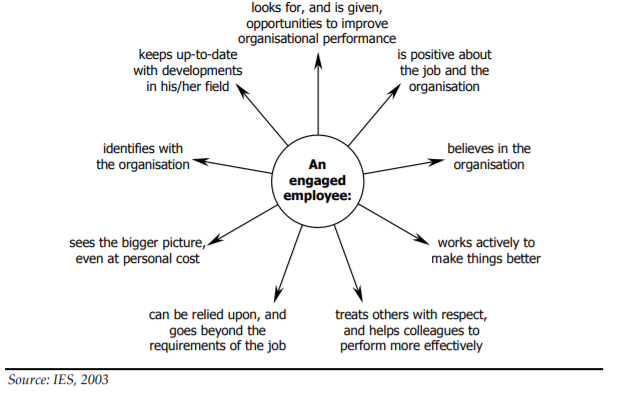 looks for, and is given,
opportunities to improve
organisational performance
is positive about
the job and the
organisation
believes in the
organisation
works actively to
make things better
treats others with respect,
and helps colleagues to
perform more effectively
can be relied upon, and
goes beyond the
requirements of the job
sees the bigger picture,
even at personal cost
identifies with
the organisation
keeps up-to-date
with developments
in his/her field
An
engaged
employee:
Source: IES, 2003